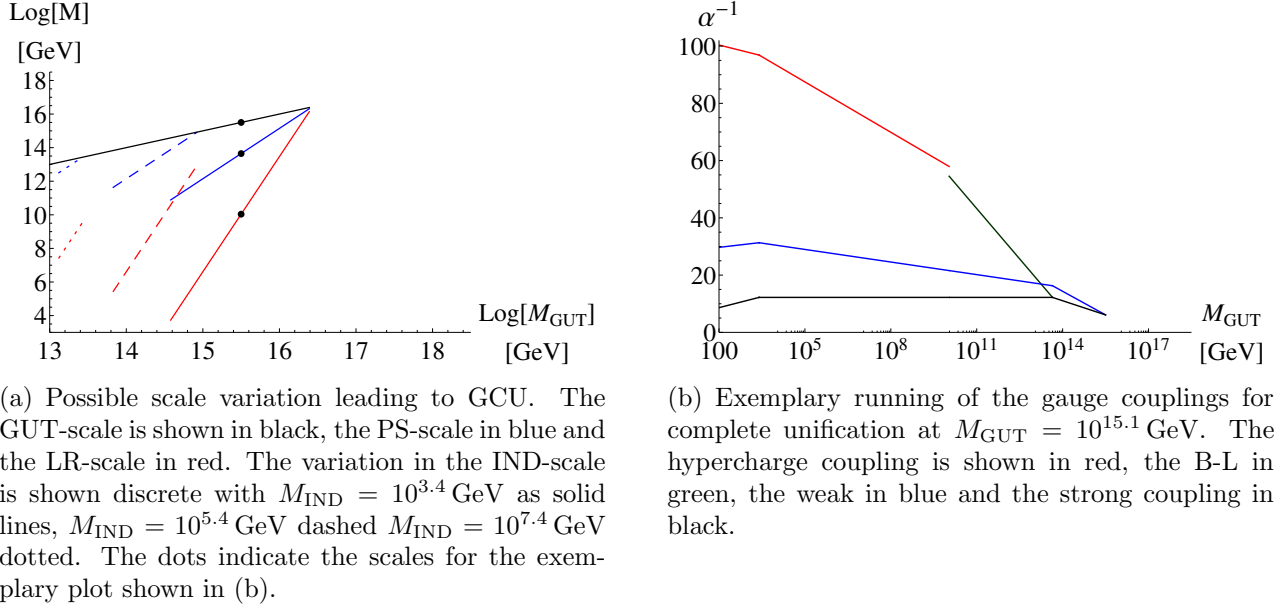 Log[M]
[GeV]
18
16
14
12
10
8
6
4
13 14 15 16 17 18
Log[M_GUT]
[GeV]
(a) Possible scale variation leading to GCU. The
GUT-scale is shown in black, the PS-scale in blue and
the LR-scale in red. The variation in the IND-scale
is shown discrete with M_IND = 10^3.4 GeV as solid
lines, M_IND = 10^5.4 GeV dashed M_IND = 10^7.4 GeV
dotted. The dots indicate the scales for the exem-
plary plot shown in (b).
α^-1
100
80
60
40
20
0
100 10^5 10^8 10^11 10^14 10^17
M_GUT
[GeV]
(b) Exemplary running of the gauge couplings for
complete unification at M_GUT = 10^15.1 GeV. The
hypercharge coupling is shown in red, the B-L in
green, the weak in blue and the strong coupling in
black.